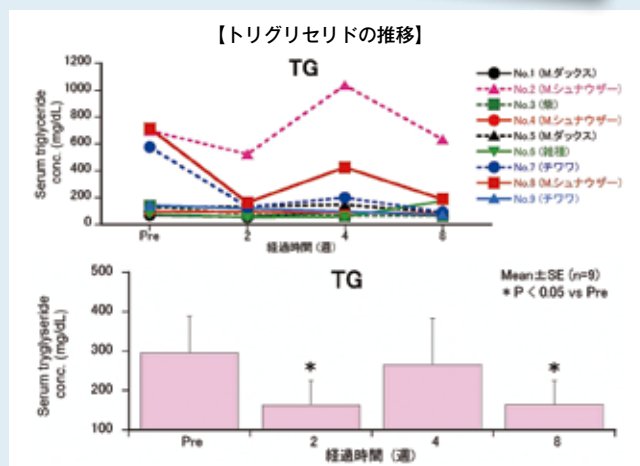 【トリグリセリドの推移】
TG
Serum triglyceride
conc. (mg/dL)
1200
1000
800
600
400
200
0
Pre
2
4
8
経過時間（週）
No.1 (M.ダックス)
No.2 (M.シュナウザー)
No.3 (柴)
No.4 (M.シュナウザー)
No.5 (M.ダックス)
No.6 (雑種)
No.7 (チワワ)
No.8 (M.シュナウザー)
No.9 (チワワ)
TG
Mean±SE (n=9)
* P < 0.05 vs Pre
Serum tryglyseride
conc. (mg/dL)
500
400
300
200
100
*
*
Pre
2
4
8
経過時間（週）